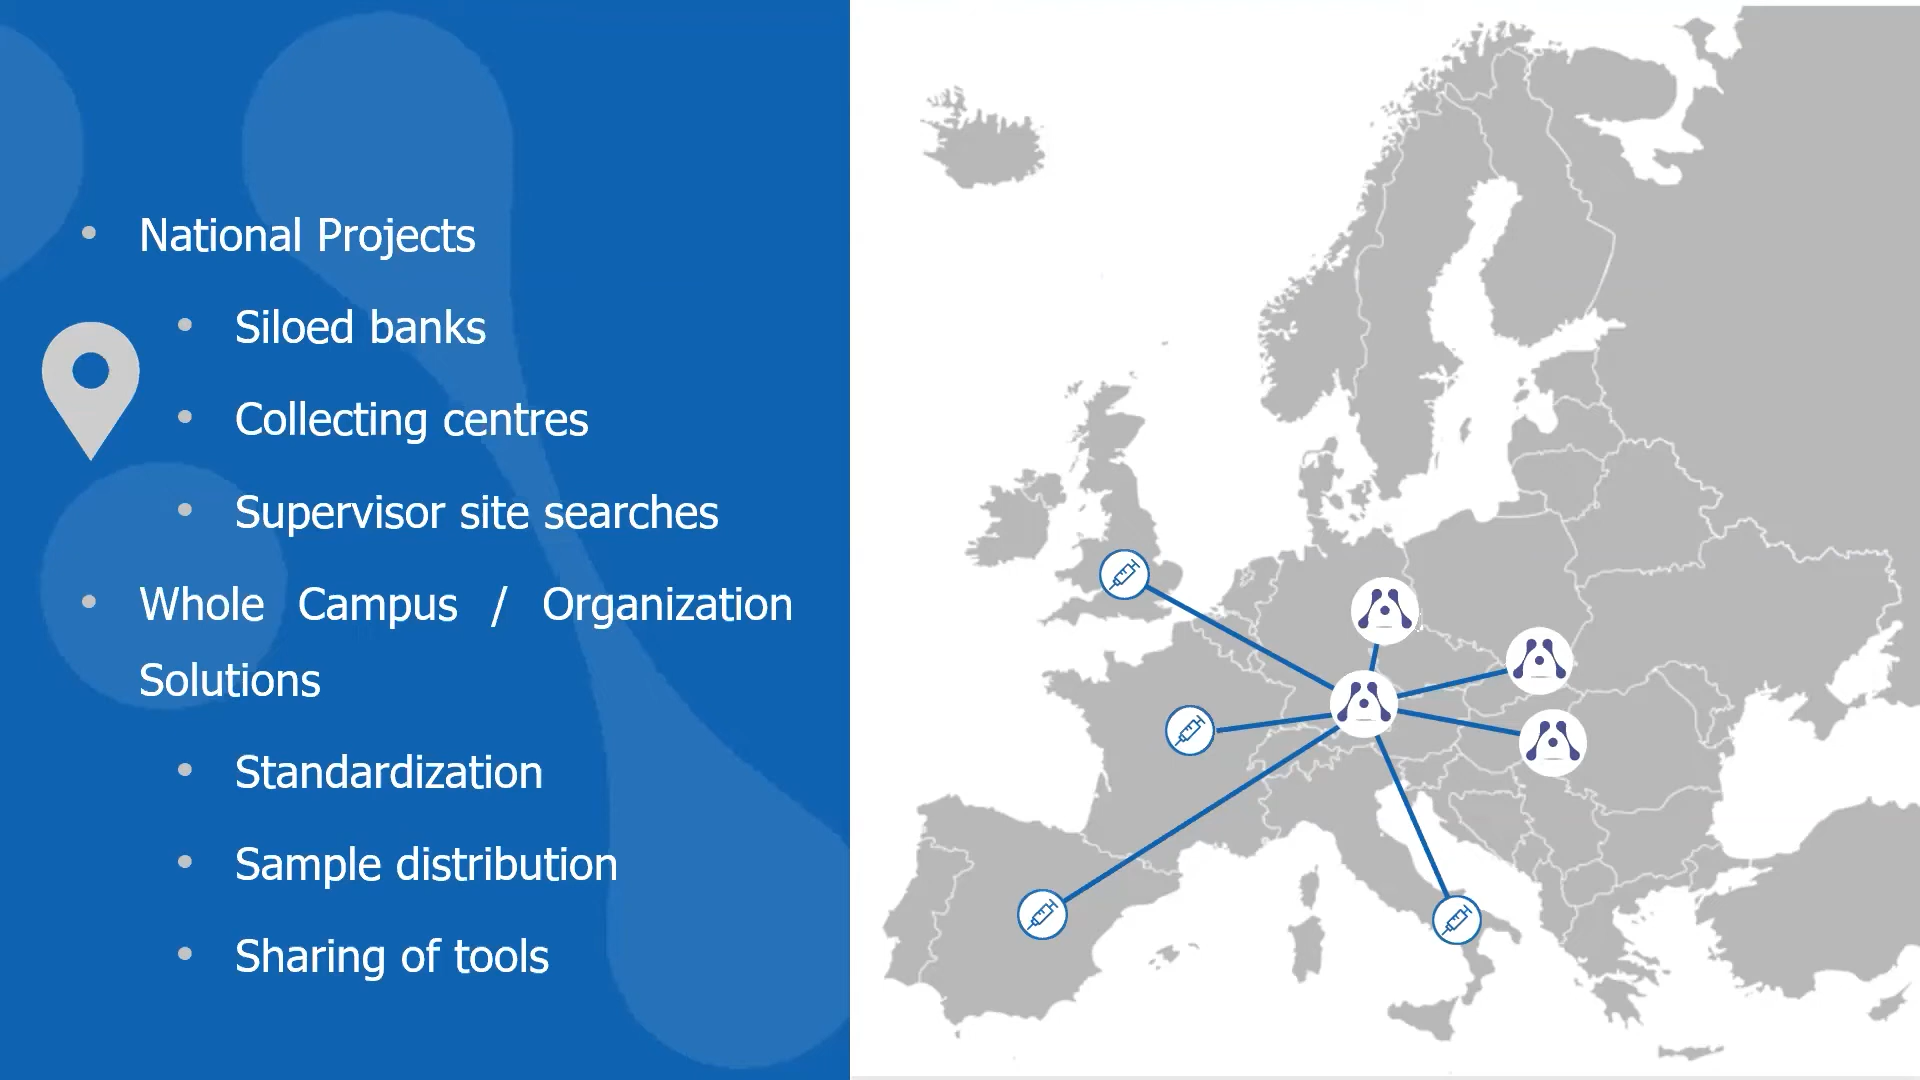 National Projects
Siloed banks
Collecting centres
Supervisor site searches
Whole Campus / Organization
Solutions
Standardization
Sample distribution
Sharing of tools